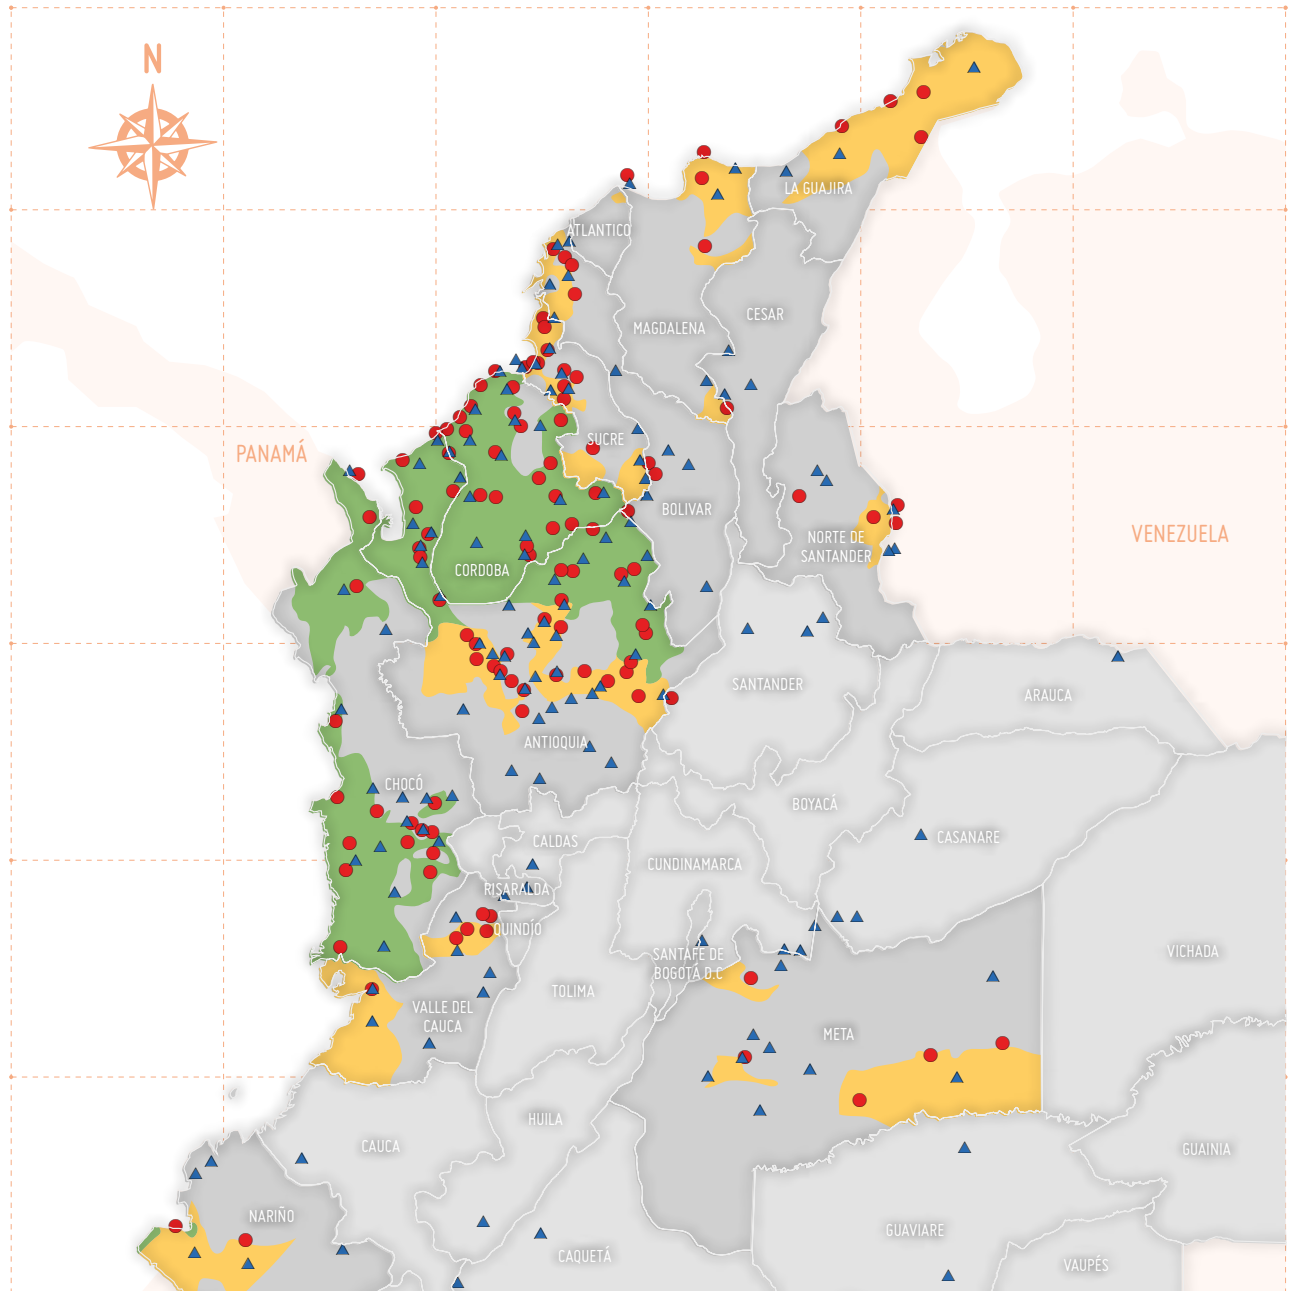 N
LA GUAJIRA
ATLANTICO
MAGDALENA
CESAR
PANAMÁ
SUCRE
BOLIVAR
VENEZUELA
NORTE DE
SANTANDER
CORDOBA
SANTANDER
ARAUCA
ANTIOQUIA
CHOCÓ
BOYACÁ
CALDAS
CASANARE
CUNDINAMARCA
RISARALDA
QUINDÍO
SANTAFE DE
BOGOTÁ D.C
VICHADA
TOLIMA
VALLE DEL
CAUCA
META
HUILA
CAUCA
GUAINIA
NARIÑO
GUAVIARE
CAQUETÁ
VAUPÉS